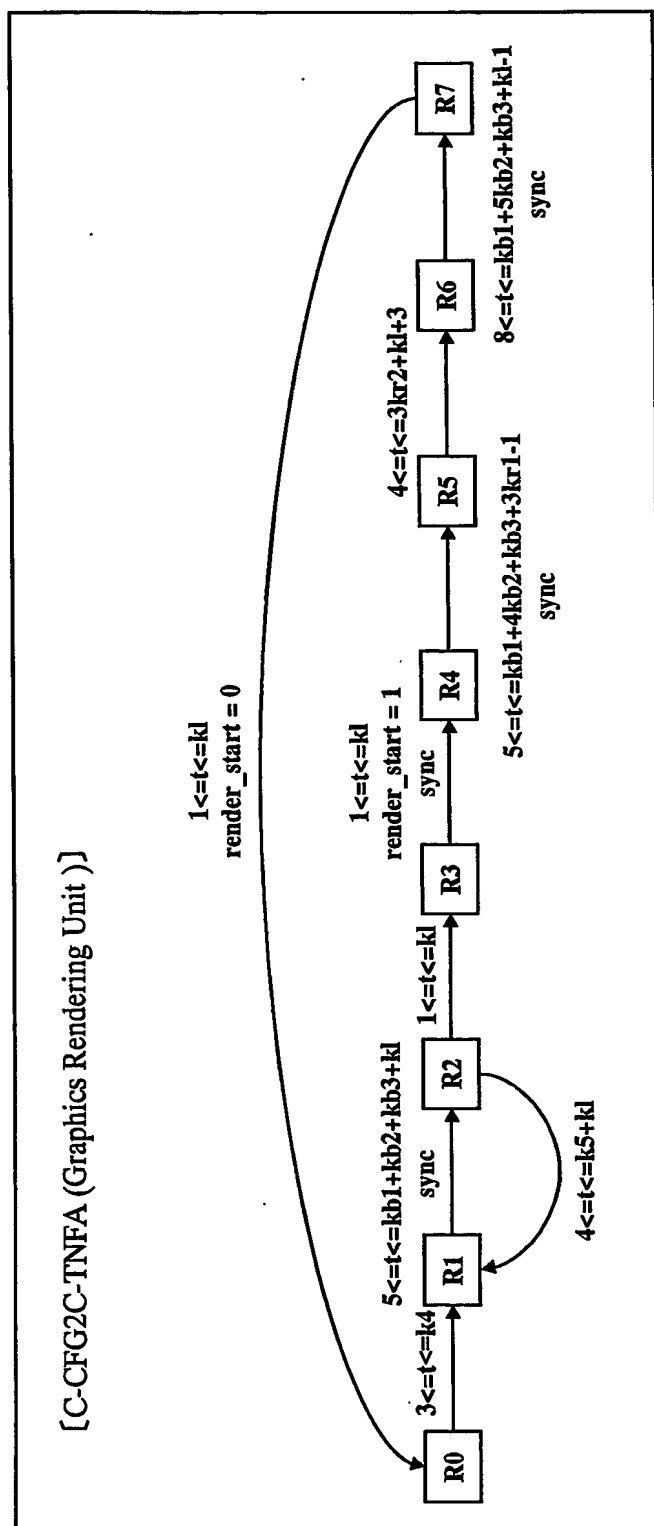 [C-CFG2C-TNFA (Graphics Rendering Unit )]
1<=t<=kl
render_start = 0
R0
3<=t<=k4
R1
5<=t<=kb1+kb2+kb3+kl
sync
R2
4<=t<=k5+kl
1<=t<=kl
R3
1<=t<=kl
render_start = 1
sync
R4
5<=t<=kb1+4kb2+kb3+3kr1-1
sync
R5
4<=t<=3kr2+kl+3
R6
8<=t<=kb1+5kb2+kb3+kl-1
sync
R7